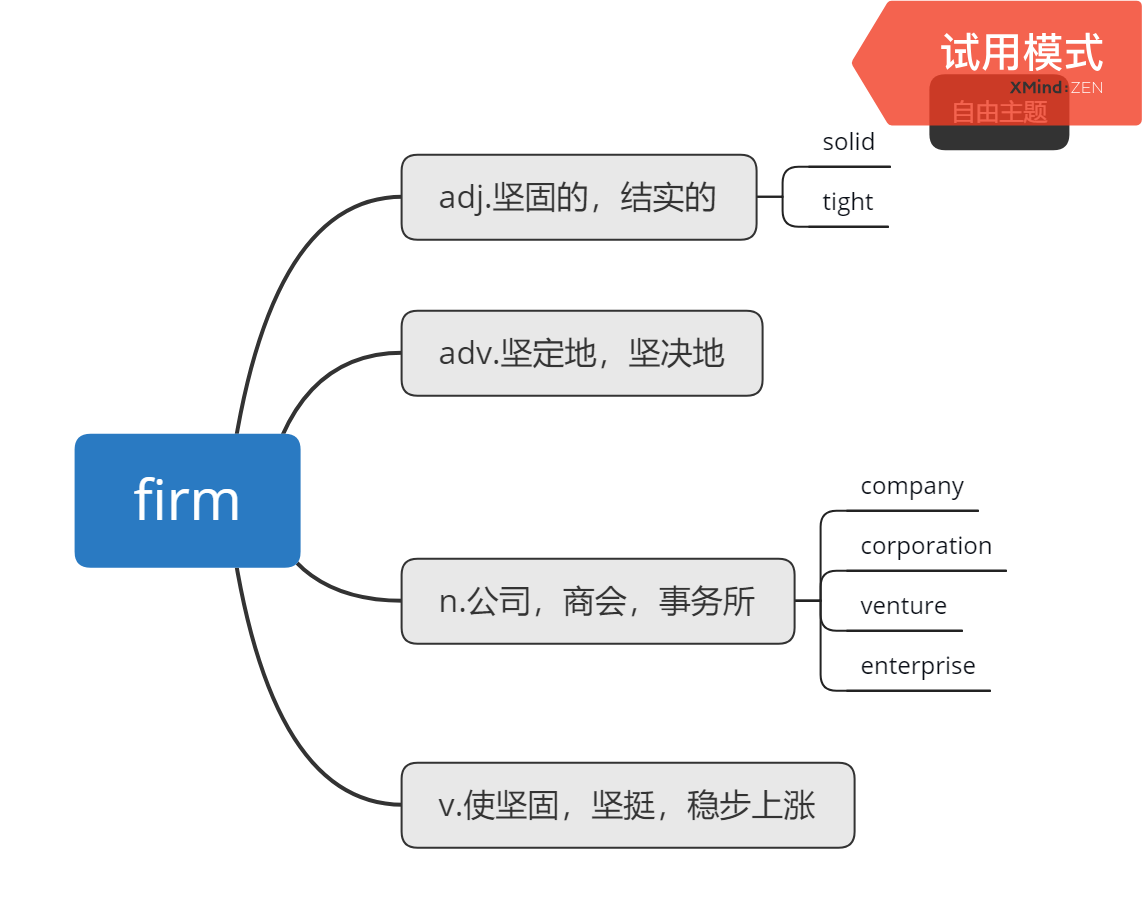 试用模式
XMind:ZEN
自由主题
firm
adj.坚固的，结实的
solid
tight
adv.坚定地，坚决地
n.公司，商会，事务所
company
corporation
venture
enterprise
v.使坚固，坚挺，稳步上涨